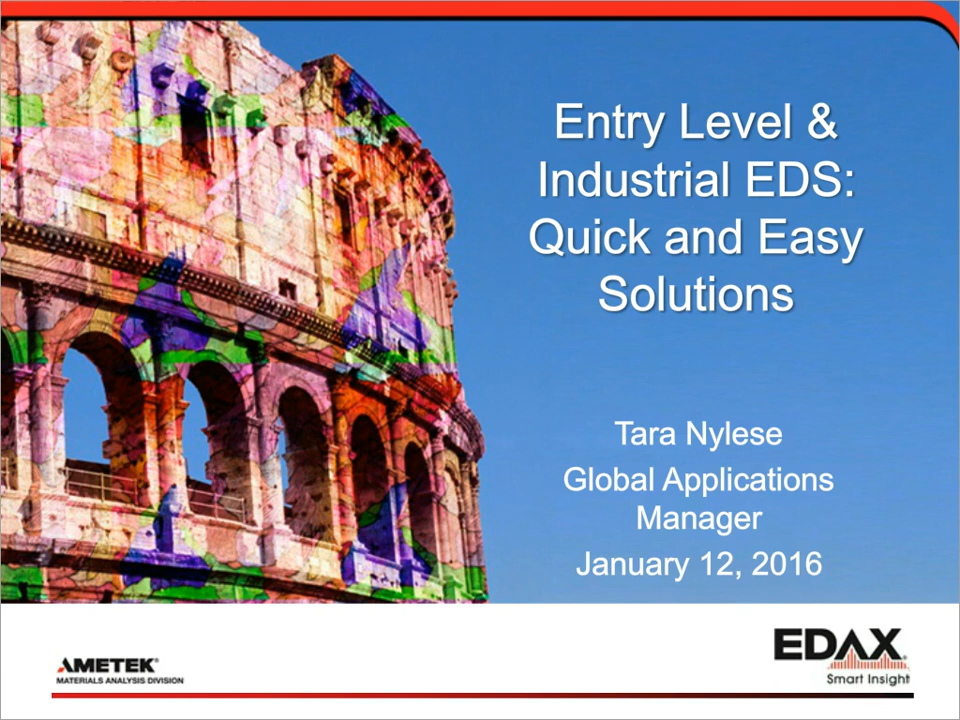 Entry Level &
Industrial EDS:
Quick and Easy
Solutions
Tara Nylese
Global Applications
Manager
January 12, 2016
AMETEK®
MATERIALS ANALYSIS DIVISION
EDAX
Smart Insight